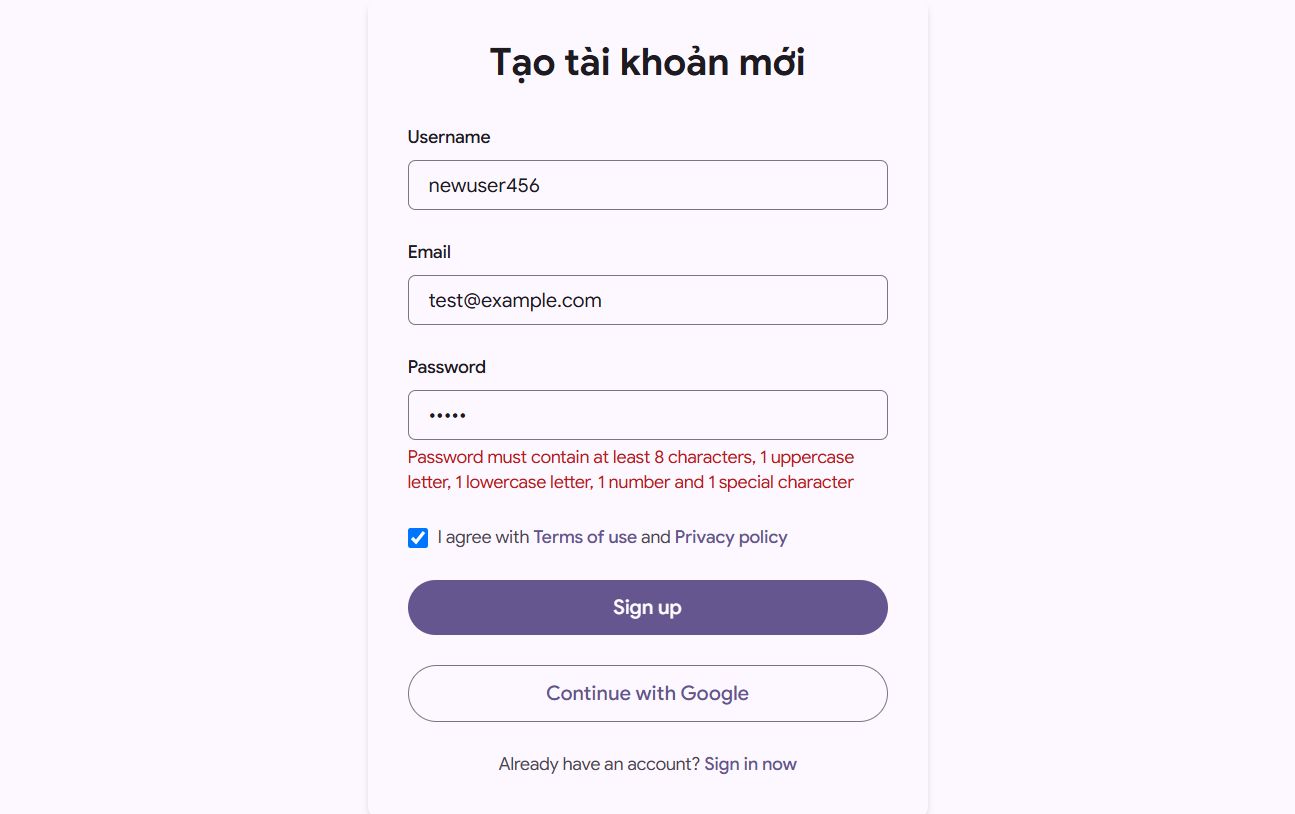 Tạo tài khoản mới
Username
newuser456
Email
test@example.com
Password
•••••
Password must contain at least 8 characters, 1 uppercase
letter, 1 lowercase letter, 1 number and 1 special character
I agree with Terms of use and Privacy policy
Sign up
Continue with Google
Already have an account? Sign in now